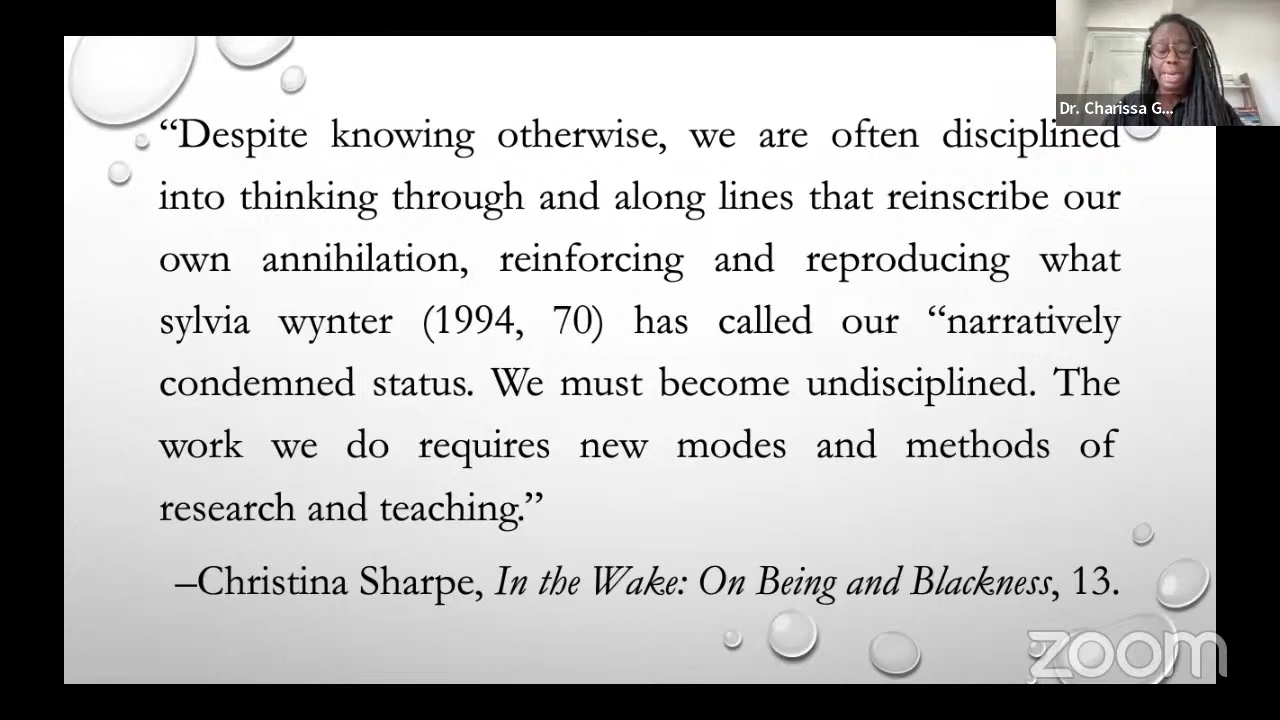 Dr. Charissa G...
“Despite knowing otherwise, we are often disciplined
into thinking through and along lines that reinscribe our
own annihilation, reinforcing and reproducing what
sylvia wynter (1994, 70) has called our “narratively
condemned status. We must become undisciplined. The
work we do requires new modes and methods of
research and teaching.”
–Christina Sharpe, In the Wake: On Being and Blackness, 13.
zoom